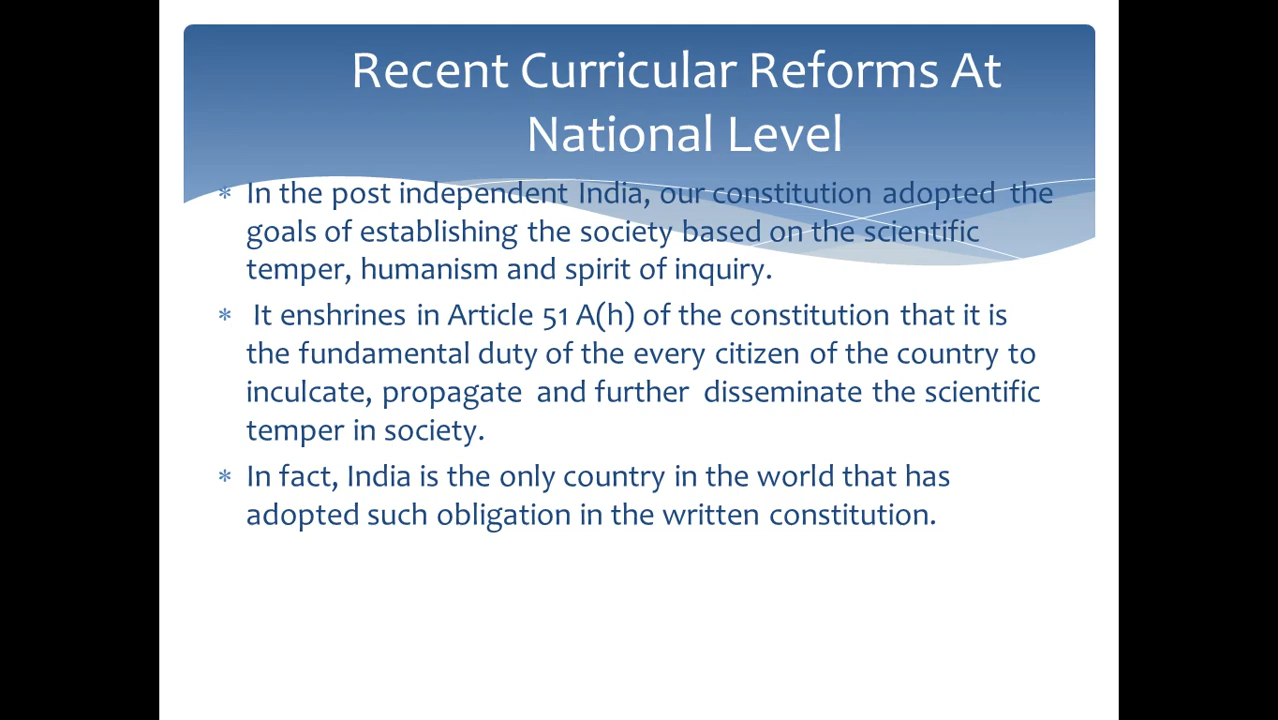 Recent Curricular Reforms At
National Level
* In the post independent India, our constitution adopted the
goals of establishing the society based on the scientific
temper, humanism and spirit of inquiry.
* It enshrines in Article 51 A(h) of the constitution that it is
the fundamental duty of the every citizen of the country to
inculcate, propagate and further disseminate the scientific
temper in society.
* In fact, India is the only country in the world that has
adopted such obligation in the written constitution.